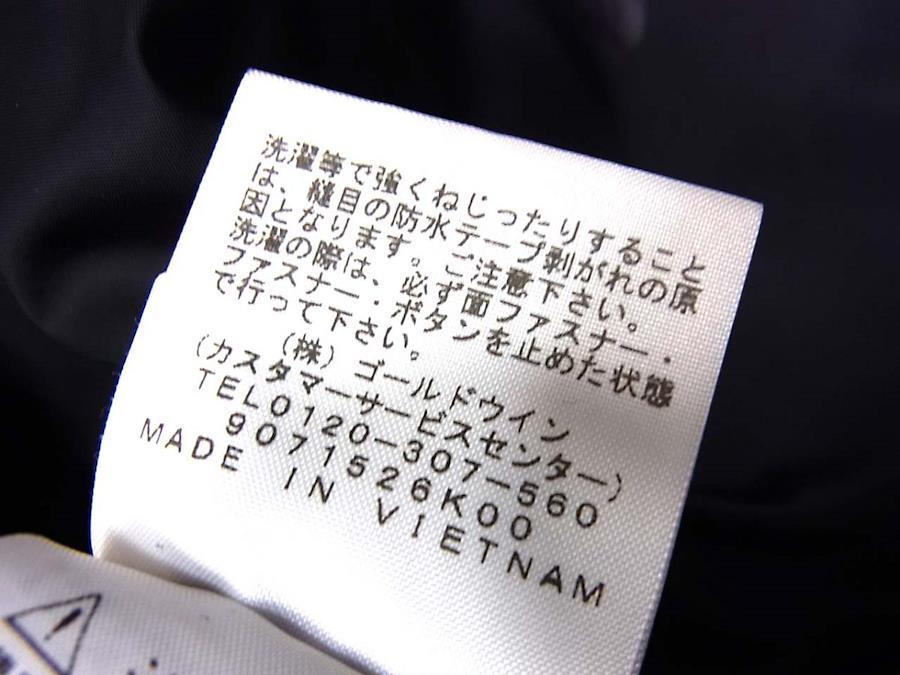 洗濯等で強くねじったりすること
は、縫目の防水テープ剥がれの原
因となります。ご注意下さい。
洗濯の際は、必ず面ファスナー・
ファスナー・ボタンを止めた状態
で行って下さい。
(株)ゴールドウイン
(カスタマーサービスセンター)
TEL0120-307-560
9071526K00
MADE IN VIETNAM